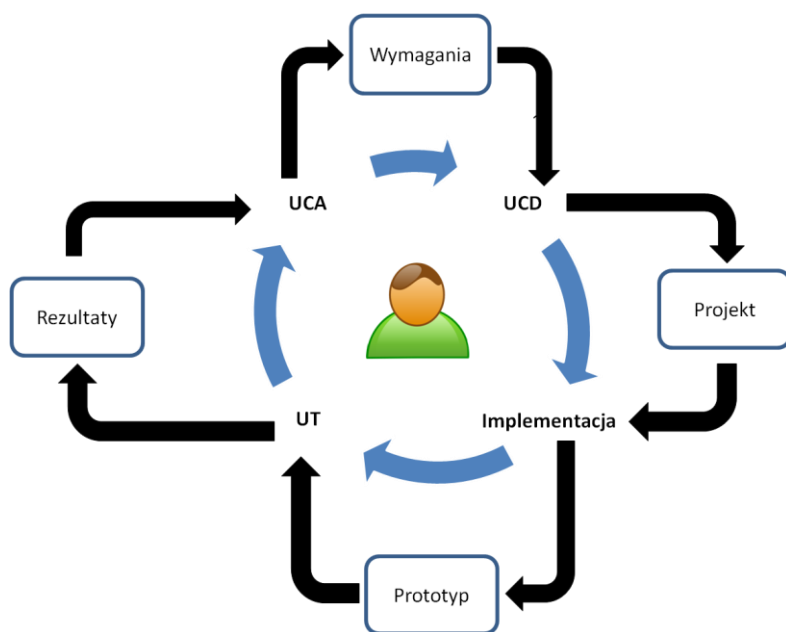 Wymagania
UCA
UCD
Rezultaty
Projekt
UT
Implementacja
Prototyp